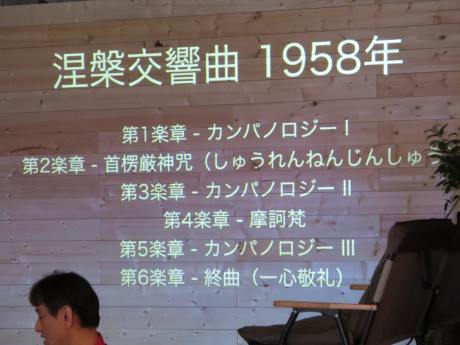 涅槃交響曲 1958年
第1楽章 - カンパノロジー I
第2楽章 - 首楞厳神咒（しゅうれんねんじんしゅう
第3楽章 - カンパノロジー II
第4楽章 - 摩訶梵
第5楽章 - カンパノロジー III
第6楽章 - 終曲（一心敬礼）